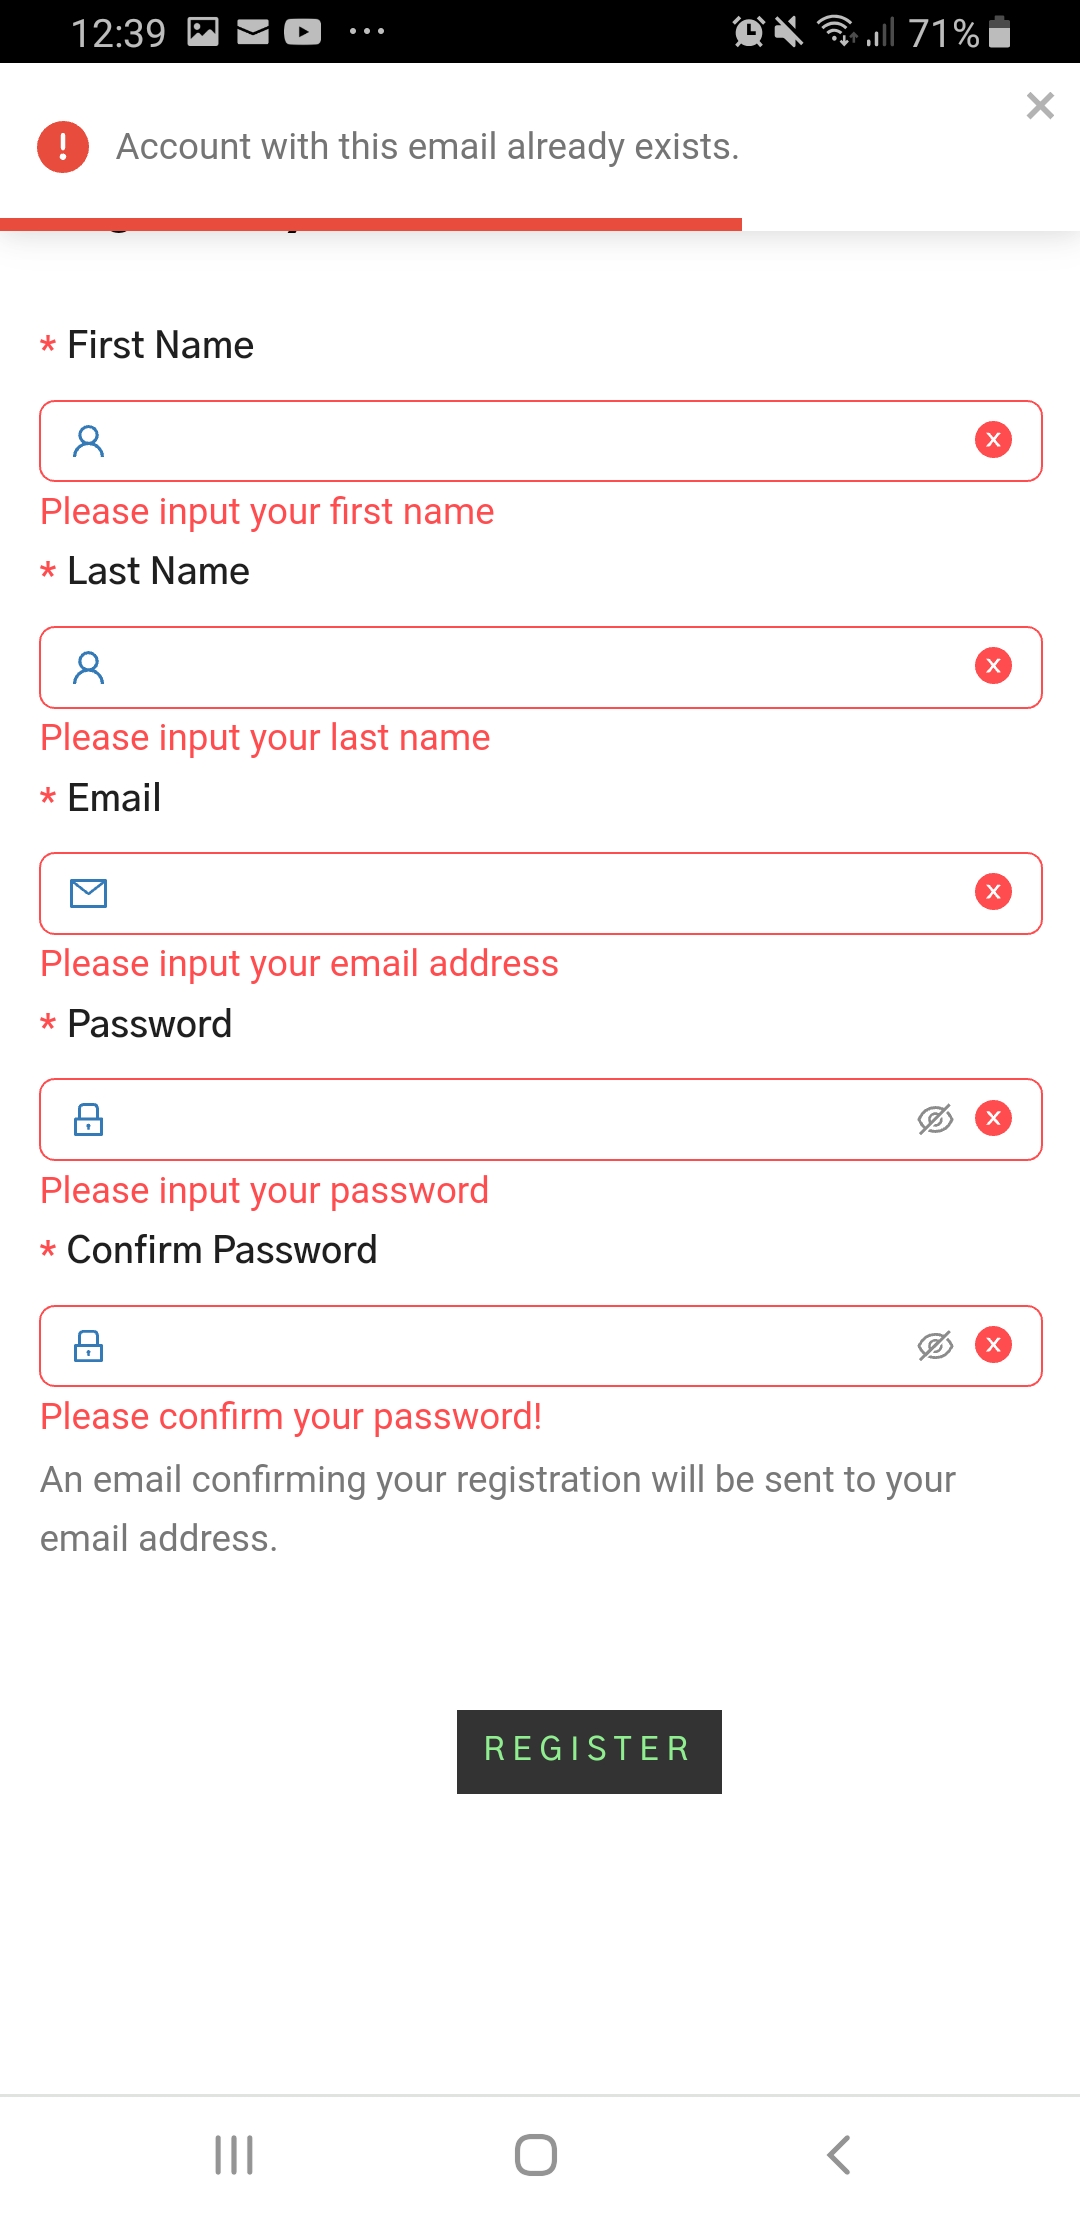 12:39 71%
Account with this email already exists.
* First Name
Please input your first name
* Last Name
Please input your last name
* Email
Please input your email address
* Password
Please input your password
* Confirm Password
Please confirm your password!
An email confirming your registration will be sent to your
email address.
REGISTER